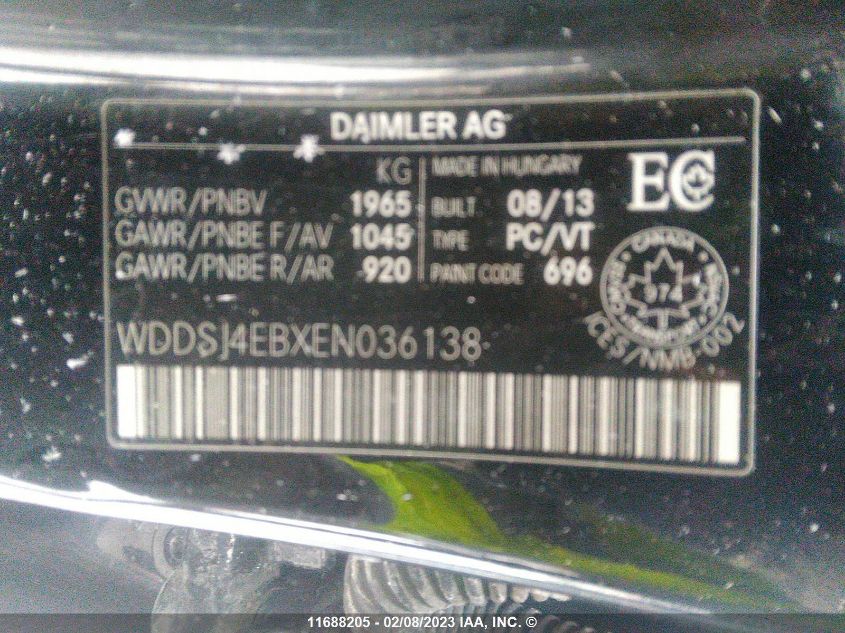 DAIMLER AG
KG
GVWR/PNBV 1965
GAWR/PNBE F/AV 1045
GAWR/PNBE R/AR 920
MADE IN HUNGARY
BUILT 08/13
TYPE PC/VT
PAINT CODE 696
EC
CANADA
974
ICES/NMB-002
WDDSJ4EBXEN036138
11688205 - 02/08/2023 IAA, INC. ©